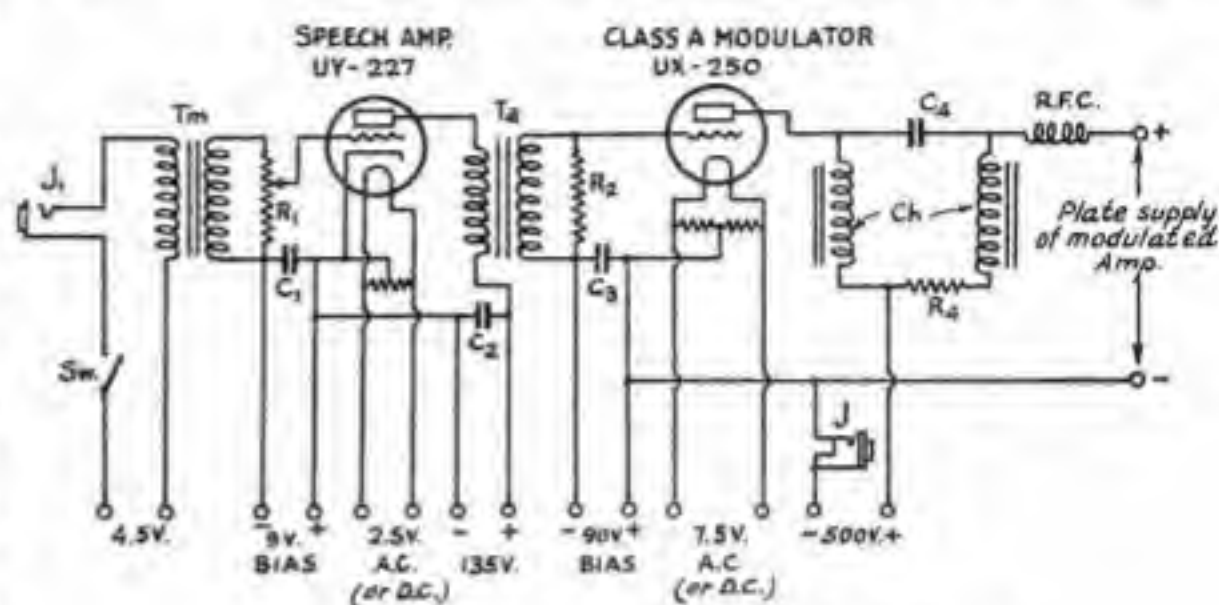 SPEECH AMP.
UY-227
CLASS A MODULATOR
UX-250
J1
Tm
R1
C1
Ta
C2
R2
C3
C4
R.F.C.
+
Ch
Plate supply
of modulated
Amp.
R4
-
Sw.
J
4.5V.
- 9V. +
BIAS
2.5V.
A.C.
(or D.C.)
- +
135V.
- 90V +
BIAS
7.5V.
A.C
(or D.C.)
- 500V. +